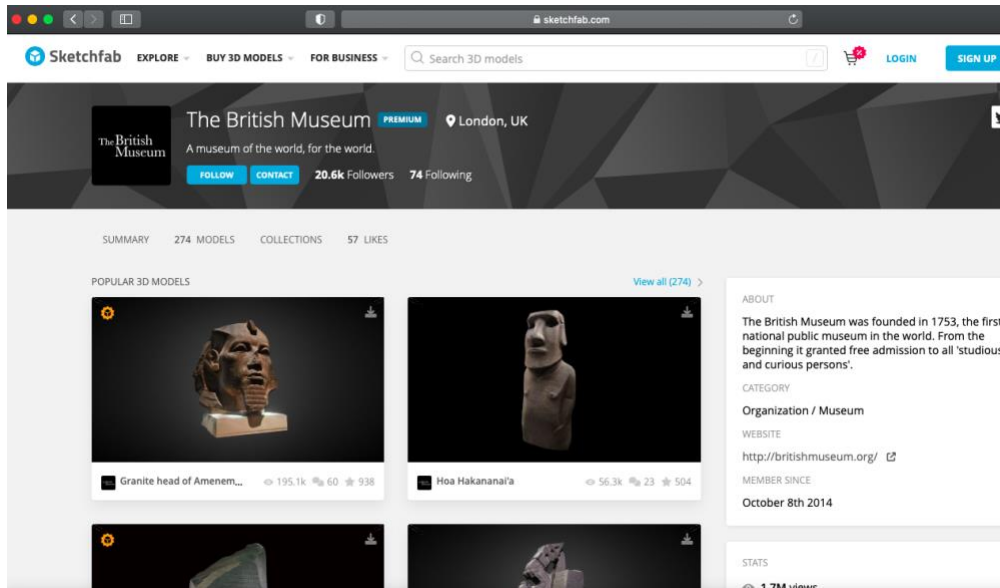 sketchfab.com
Sketchfab EXPLORE BUY 3D MODELS FOR BUSINESS Search 3D models / LOGIN SIGN UP
The British Museum
The British Museum PREMIUM London, UK
A museum of the world, for the world.
FOLLOW CONTACT 20.6k Followers 74 Following
SUMMARY 274 MODELS COLLECTIONS 57 LIKES
POPULAR 3D MODELS View all (274) >
Granite head of Amenem... 195.1k 60 938
Hoa Hakananai'a 56.3k 23 504
ABOUT
The British Museum was founded in 1753, the first
national public museum in the world. From the
beginning it granted free admission to all 'studious
and curious persons'.
CATEGORY
Organization / Museum
WEBSITE
http://britishmuseum.org/
MEMBER SINCE
October 8th 2014
STATS
1.7M views